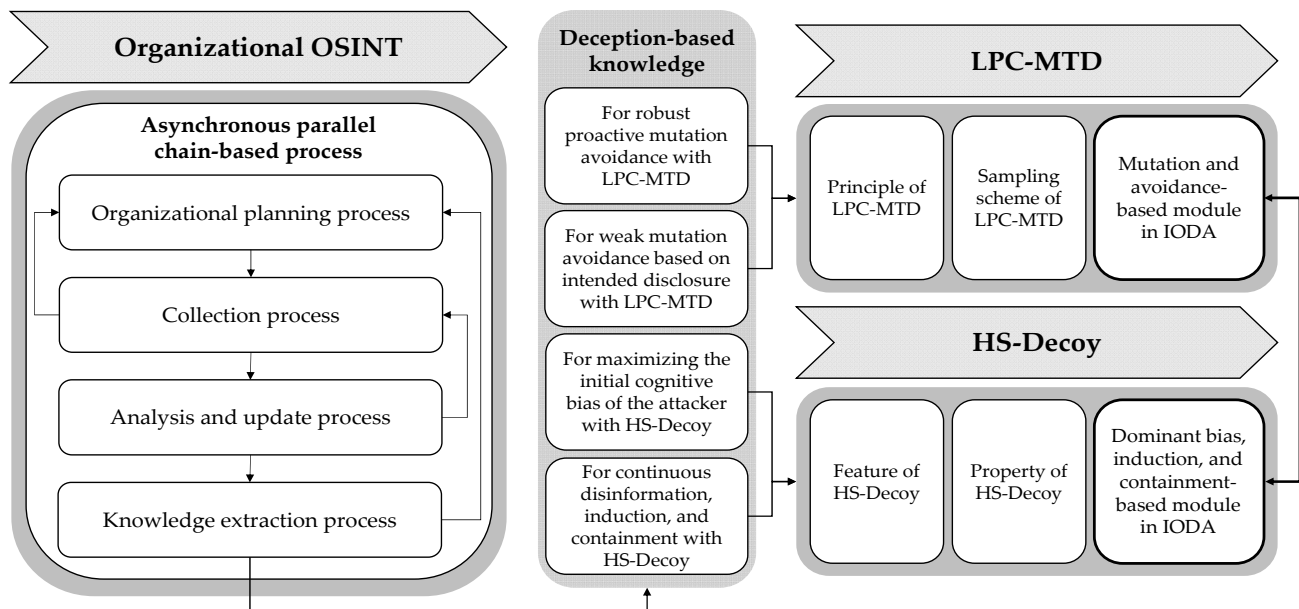 Organizational OSINT
Asynchronous parallel
chain-based process
Organizational planning process
Collection process
Analysis and update process
Knowledge extraction process
Deception-based
knowledge
For robust
proactive mutation
avoidance with
LPC-MTD
For weak mutation
avoidance based on
intended disclosure
with LPC-MTD
For maximizing the
initial cognitive
bias of the attacker
with HS-Decoy
For continuous
disinformation,
induction, and
containment with
HS-Decoy
LPC-MTD
Principle of
LPC-MTD
Sampling
scheme of
LPC-MTD
Mutation and
avoidance-
based module
in IODA
HS-Decoy
Feature of
HS-Decoy
Property of
HS-Decoy
Dominant bias,
induction, and
containment-
based module
in IODA